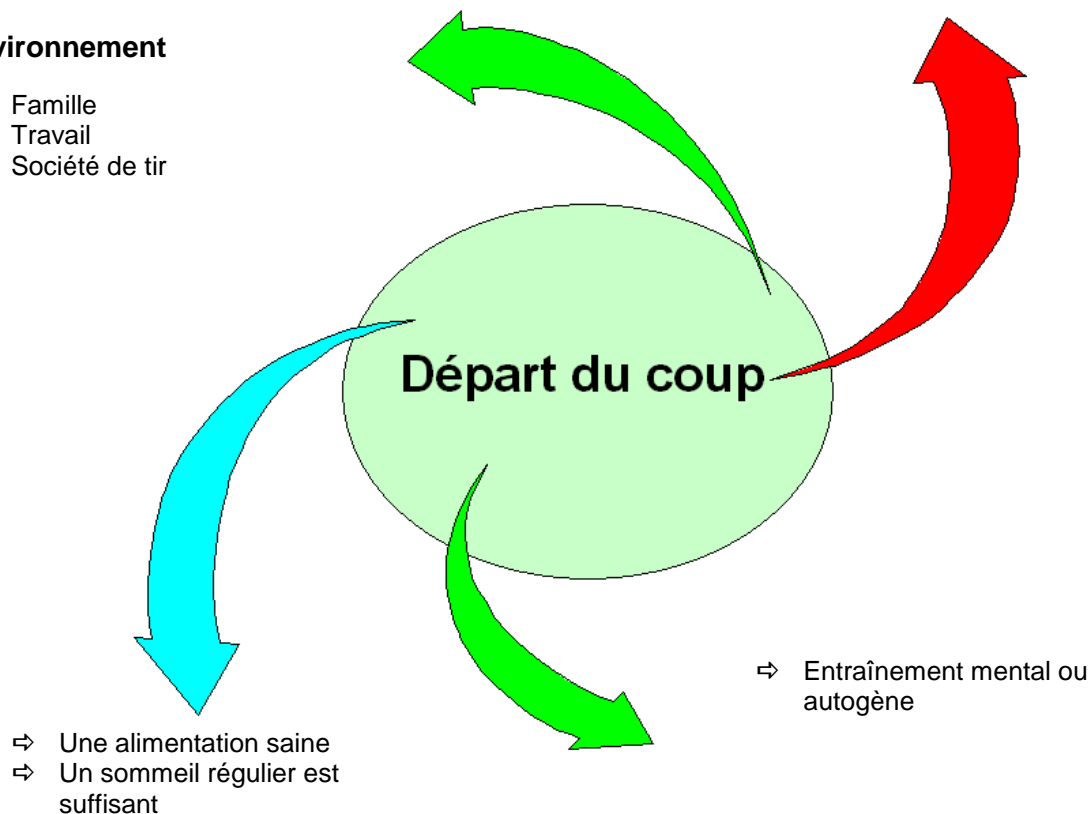 vironnement
Famille
Travail
Société de tir
Départ du coup
⇨ Entraînement mental ou
autogène
⇨ Une alimentation saine
⇨ Un sommeil régulier est
suffisant